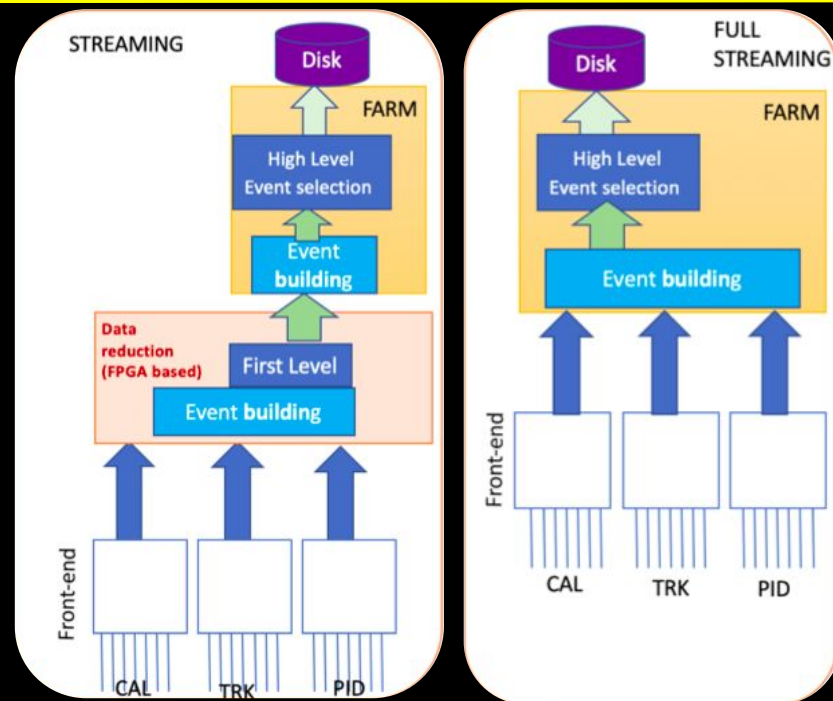 STREAMING
Disk
FARM
High Level
Event selection
Event
building
Data
reduction
(FPGA based)
First Level
Event building
Front-end
CAL
TRK
PID
FULL
STREAMING
Disk
FARM
High Level
Event selection
Event building
Front-end
CAL
TRK
PID